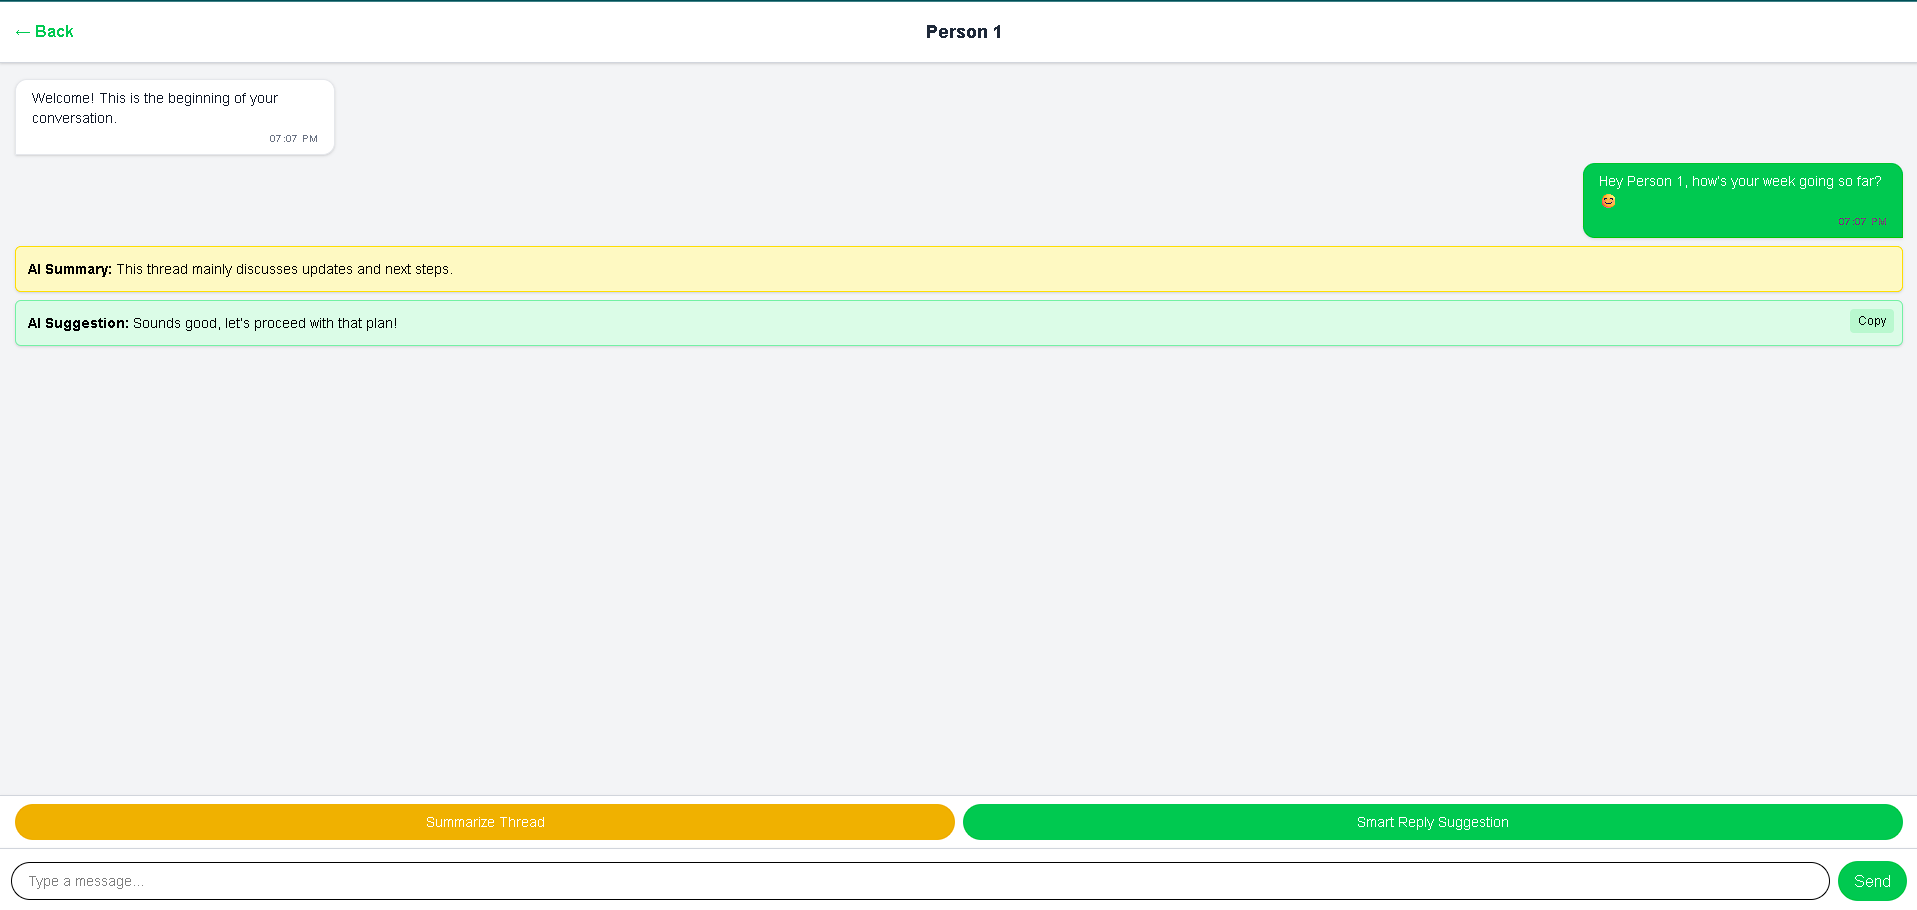 ← Back
Person 1
Welcome! This is the beginning of your
conversation.
07:07 PM
Hey Person 1, how's your week going so far?
😊
07:07 PM
AI Summary: This thread mainly discusses updates and next steps.
AI Suggestion: Sounds good, let's proceed with that plan!
Copy
Summarize Thread
Smart Reply Suggestion
Type a message...
Send